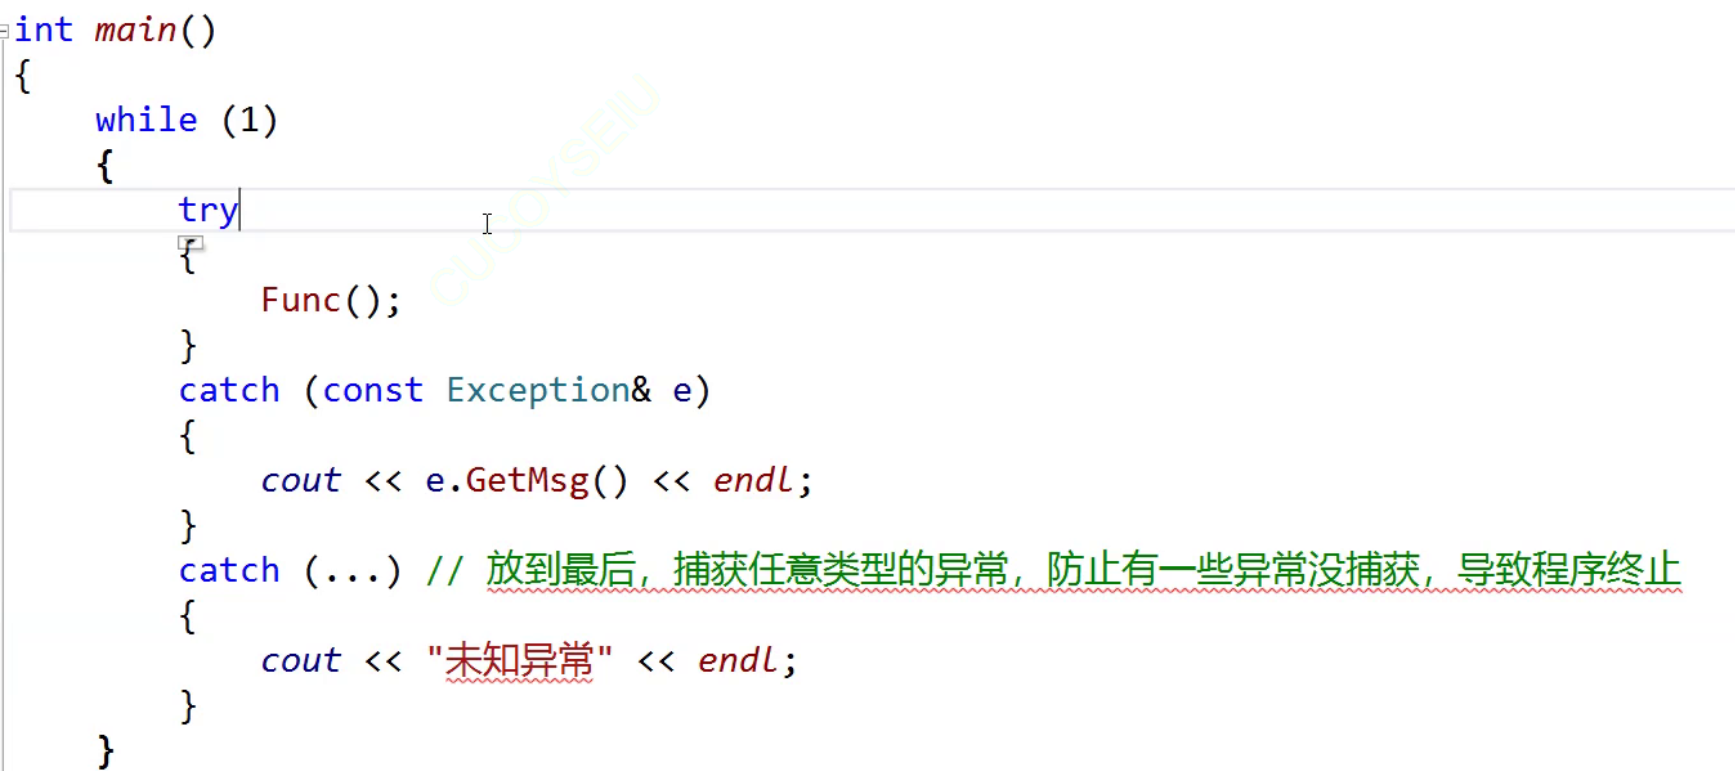 int main()
{
    while (1)
    {
        try
        {
            Func();
        }
        catch (const Exception& e)
        {
            cout << e.GetMsg() << endl;
        }
        catch (...) // 放到最后，捕获任意类型的异常，防止有一些异常没捕获，导致程序终止
        {
            cout << "未知异常" << endl;
        }
    }
CUCOYSEIU